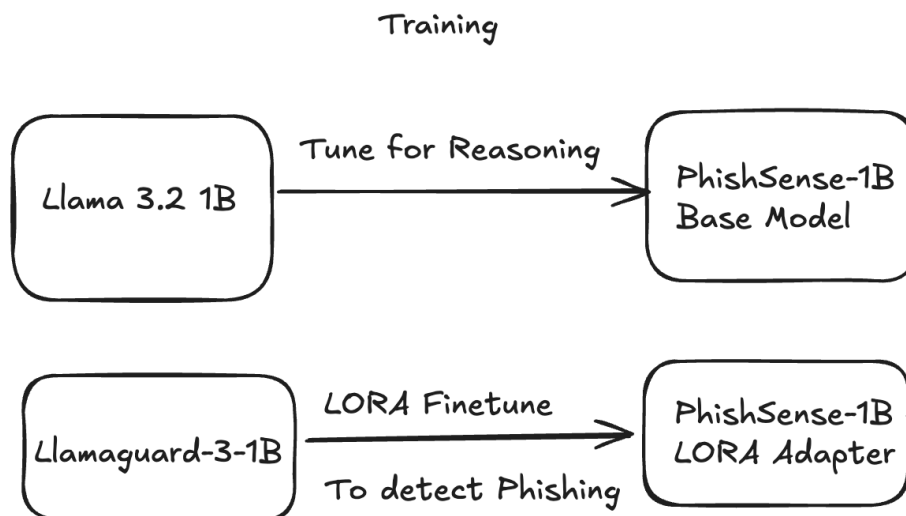 Training
Llama 3.2 1B
Tune for Reasoning
PhishSense-1B
Base Model
Llamaguard-3-1B
LORA Finetune
To detect Phishing
PhishSense-1B
LORA Adapter